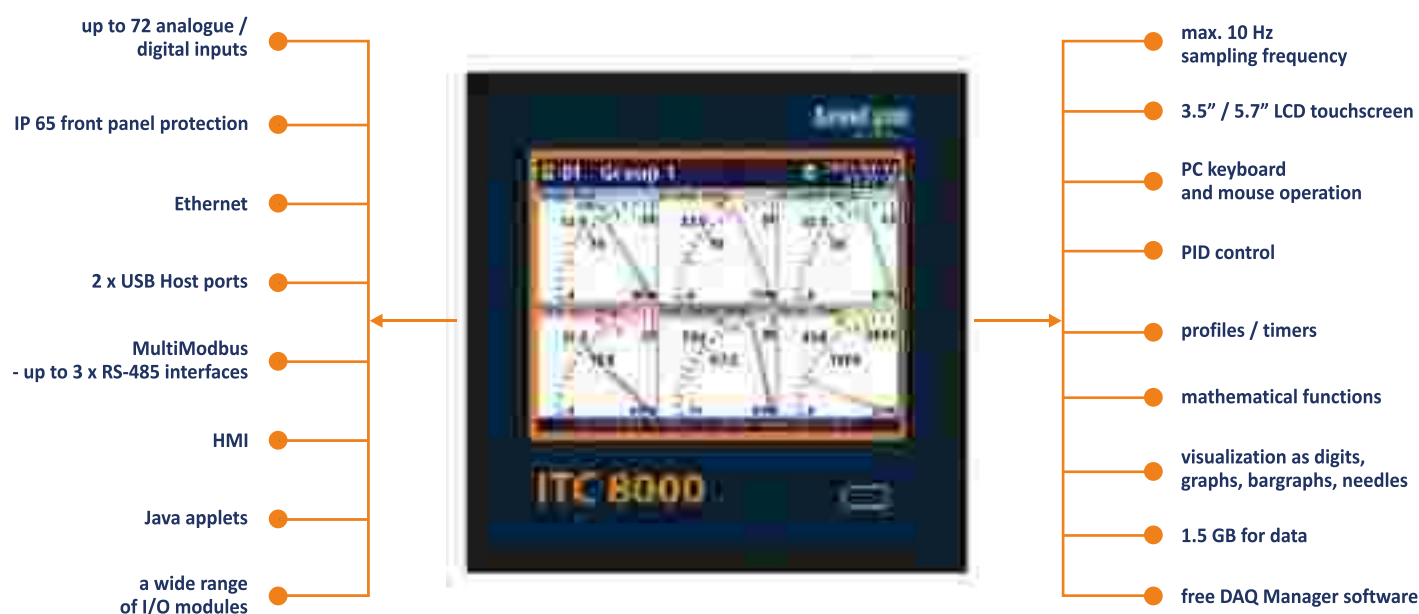 up to 72 analogue /
digital inputs
IP 65 front panel protection
Ethernet
2 x USB Host ports
MultiModbus
- up to 3 x RS-485 interfaces
HMI
Java applets
a wide range
of I/O modules
Group 1
ITC 8000
max. 10 Hz
sampling frequency
3.5” / 5.7” LCD touchscreen
PC keyboard
and mouse operation
PID control
profiles / timers
mathematical functions
visualization as digits,
graphs, bargraphs, needles
1.5 GB for data
free DAQ Manager software